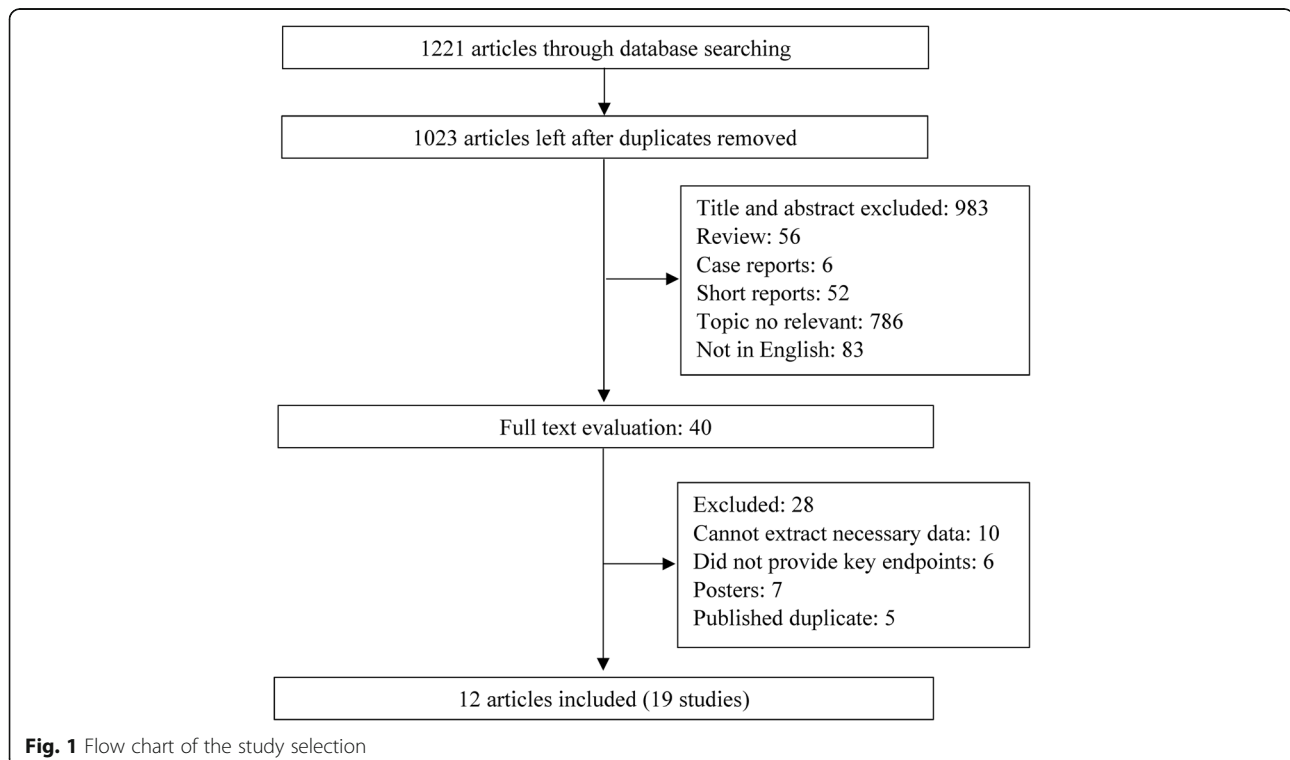 1221 articles through database searching
1023 articles left after duplicates removed
Title and abstract excluded: 983
Review: 56
Case reports: 6
Short reports: 52
Topic no relevant: 786
Not in English: 83
Full text evaluation: 40
Excluded: 28
Cannot extract necessary data: 10
Did not provide key endpoints: 6
Posters: 7
Published duplicate: 5
12 articles included (19 studies)
Fig. 1 Flow chart of the study selection